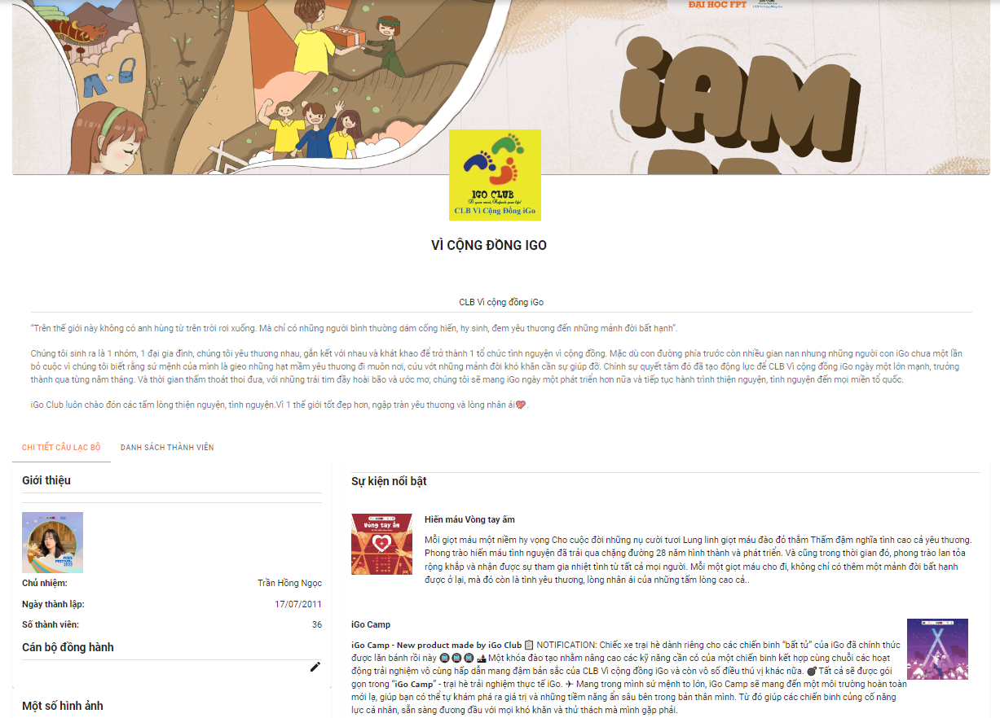 ĐẠI HỌC FPT
iAM
IGO CLUB
CLB Vì Cộng Đồng iGo
VÌ CỘNG ĐỒNG IGO
CLB Vì cộng đồng iGo
“Trên thế giới này không có anh hùng từ trên trời rơi xuống. Mà chỉ có những người bình thường dám cống hiến, hy sinh, đem yêu thương đến những mảnh đời bất hạnh”.
Chúng tôi sinh ra là 1 nhóm, 1 đại gia đình, chúng tôi yêu thương nhau, gắn kết với nhau và khát khao để trở thành 1 tổ chức tình nguyện vì cộng đồng. Mặc dù con đường phía trước còn nhiều gian nan nhưng những người con iGo chưa một lần
bỏ cuộc vì chúng tôi biết rằng sứ mệnh của mình là gieo những hạt mầm yêu thương đi muôn nơi, cứu vớt những mảnh đời khó khăn cần sự giúp đỡ. Chính sự quyết tâm đó đã tạo động lực để CLB Vì cộng đồng iGo ngày một lớn mạnh, trưởng
thành qua từng năm tháng. Và thời gian thấm thoát thoi đưa, với những trái tim đầy hoài bão và ước mơ, chúng tôi sẽ mang iGo ngày một phát triển hơn nữa và tiếp tục hành trình thiện nguyện, tình nguyện đến mọi miền tổ quốc.
iGo Club luôn chào đón các tấm lòng thiện nguyện, tình nguyện.Vì 1 thế giới tốt đẹp hơn, ngập tràn yêu thương và lòng nhân ái💖.
CHI TIẾT CÂU LẠC BỘ DANH SÁCH THÀNH VIÊN
Giới thiệu
Chủ nhiệm: Trần Hồng Ngọc
Ngày thành lập: 17/07/2011
Số thành viên: 36
Cán bộ đồng hành
Một số hình ảnh
Sự kiện nổi bật
Vòng tay ấm
Hiến máu Vòng tay ấm
Mỗi giọt máu một niềm hy vọng Cho cuộc đời những nụ cười tươi Lung linh giọt máu đào đỏ thắm Thấm đậm nghĩa tình cao cả yêu thương.
Phong trào hiến máu tình nguyện đã trải qua chặng đường 28 năm hình thành và phát triển. Và cũng trong thời gian đó, phong trào lan tỏa
rộng khắp và nhận được sự tham gia nhiệt tình từ tất cả mọi người. Mỗi một giọt máu cho đi, không chỉ có thêm một mảnh đời bất hạnh
được ở lại, mà đó còn là tình yêu thương, lòng nhân ái của những tấm lòng cao cả..
iGo Camp
iGo Camp - New product made by iGo Club 📋 NOTIFICATION: Chiếc xe trại hè dành riêng cho các chiến binh “bất tử” của iGo đã chính thức
được lăn bánh rồi này Một khóa đào tạo nhằm nâng cao các kỹ năng cần có của một chiến binh kết hợp cùng chuỗi các hoạt
động trải nghiệm vô cùng hấp dẫn mang đậm bản sắc của CLB Vì cộng đồng iGo và còn vô số điều thú vị khác nữa. 💣 Tất cả sẽ được gói
gọn trong “iGo Camp” - trại hè trải nghiệm thực tế iGo. ✈ Mang trong mình sứ mệnh to lớn, iGo Camp sẽ mang đến một môi trường hoàn toàn
mới lạ, giúp bạn có thể tự khám phá ra giá trị và những tiềm năng ẩn sâu bên trong bản thân mình. Từ đó giúp các chiến binh củng cố năng
lực cá nhân, sẵn sàng đương đầu với mọi khó khăn và thử thách mà mình gặp phải.